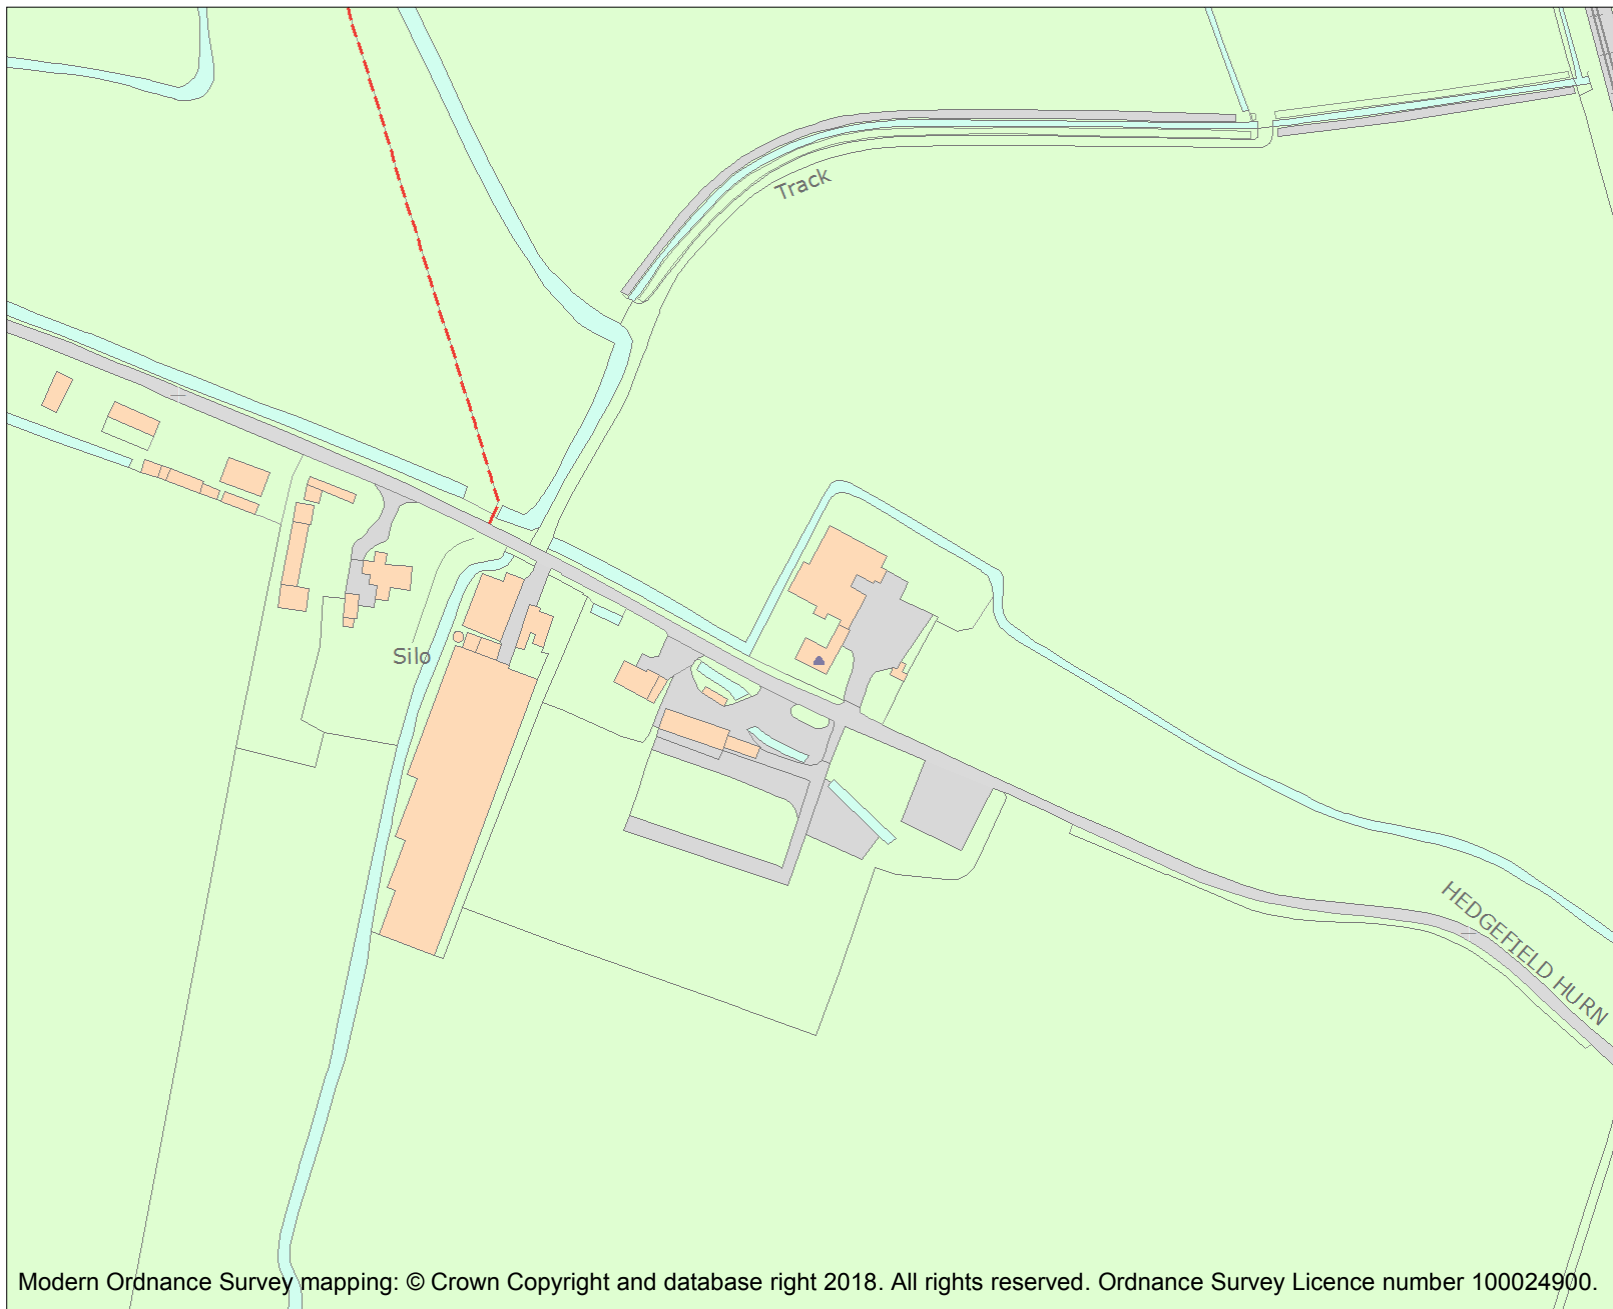 Track
Silo
HEDGEFIELD HURN
Modern Ordnance Survey mapping: © Crown Copyright and database right 2018. All rights reserved. Ordnance Survey Licence number 100024900.